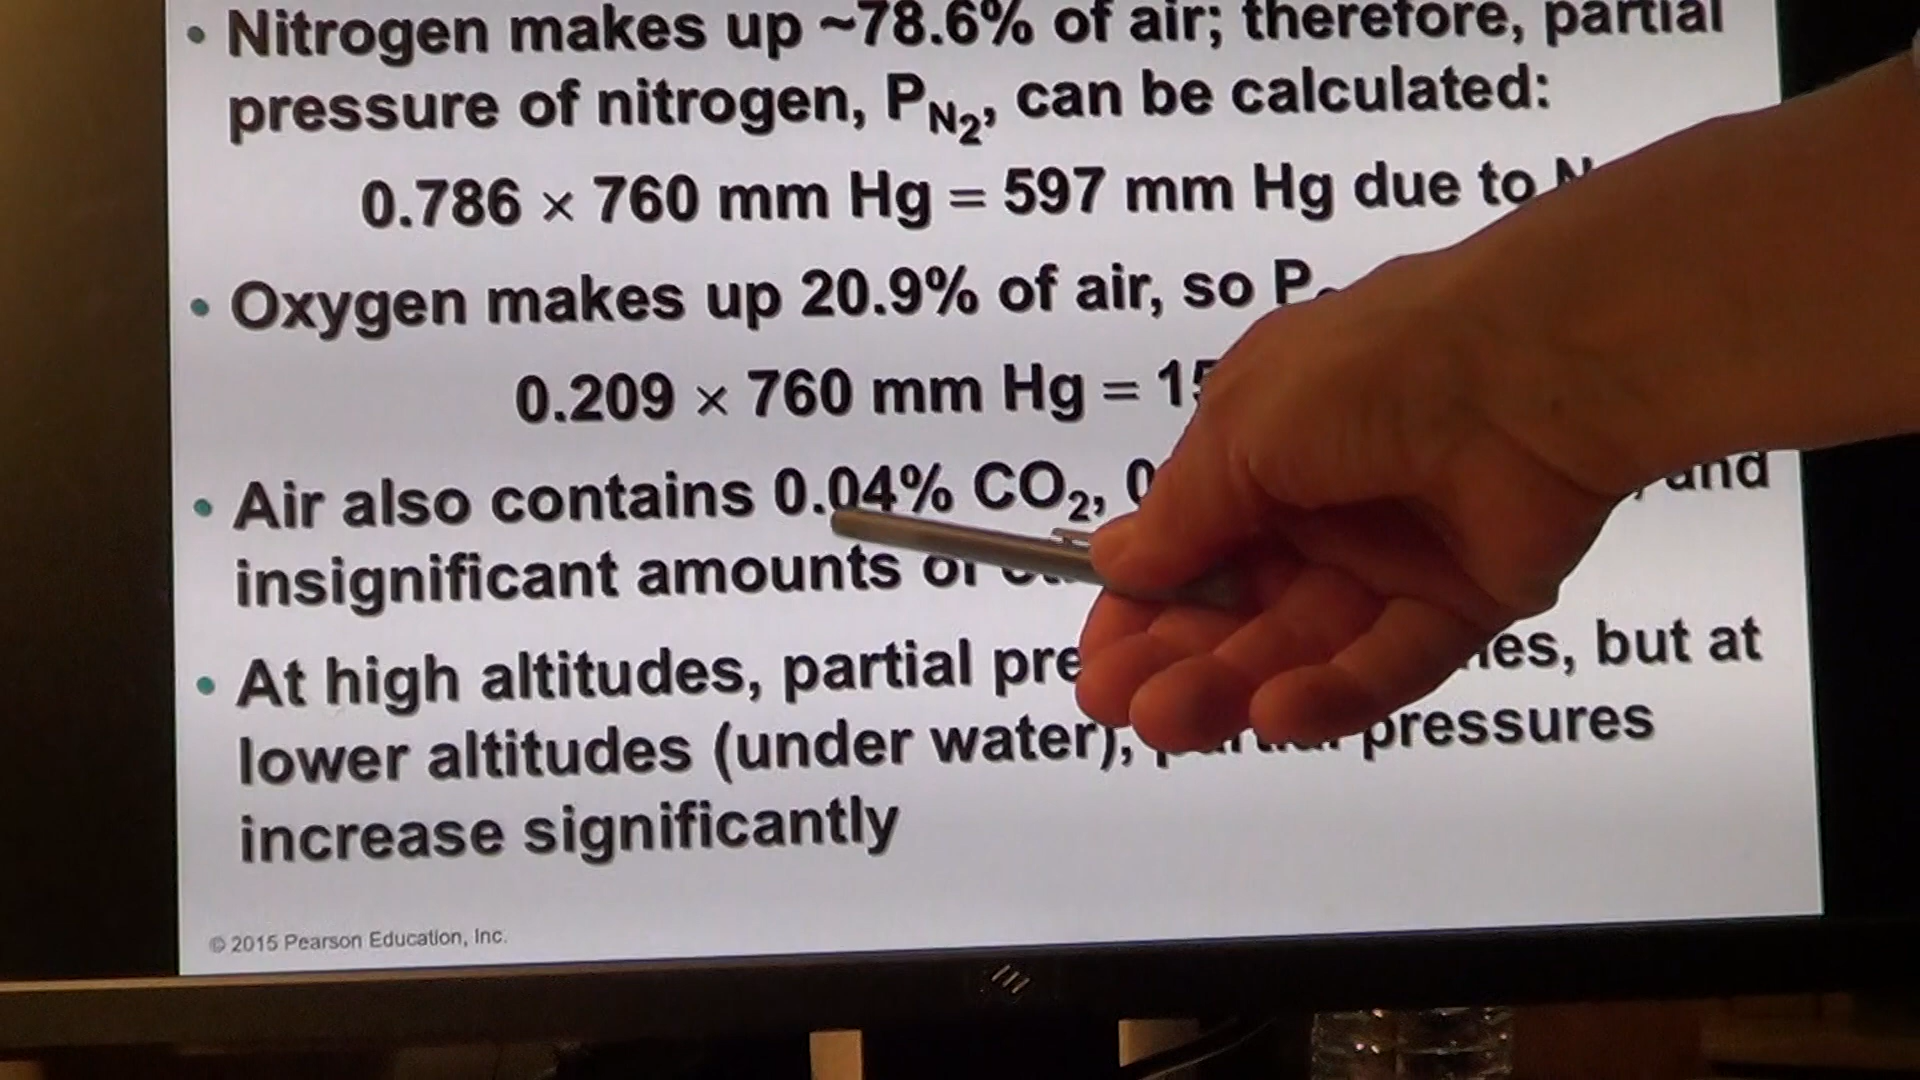 • Nitrogen makes up ~78.6% of air; therefore, partial
pressure of nitrogen, P_N₂, can be calculated:
0.786 × 760 mm Hg = 597 mm Hg due to
• Oxygen makes up 20.9% of air, so P
0.209 × 760 mm Hg =
• Air also contains 0.04% CO₂, and
insignificant amounts of
• At high altitudes, partial but at
lower altitudes (under water), partial pressures
increase significantly
© 2015 Pearson Education, Inc.